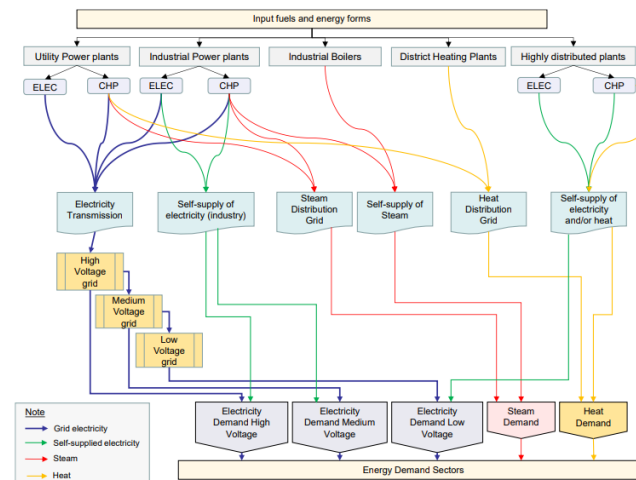 Input fuels and energy forms
Utility Power plants
Industrial Power plants
Industrial Boilers
District Heating Plants
Highly distributed plants
ELEC
CHP
ELEC
CHP
ELEC
CHP
Electricity
Transmission
Self-supply of
electricity (industry)
Steam
Distribution
Grid
Self-supply of
Steam
Heat
Distribution
Grid
Self-supply of
electricity
and/or heat
High
Voltage
grid
Medium
Voltage
grid
Low
Voltage
grid
Note
Grid electricity
Self-supplied electricity
Steam
Heat
Electricity
Demand High
Voltage
Electricity
Demand Medium
Voltage
Electricity
Demand Low
Voltage
Steam
Demand
Heat
Demand
Energy Demand Sectors